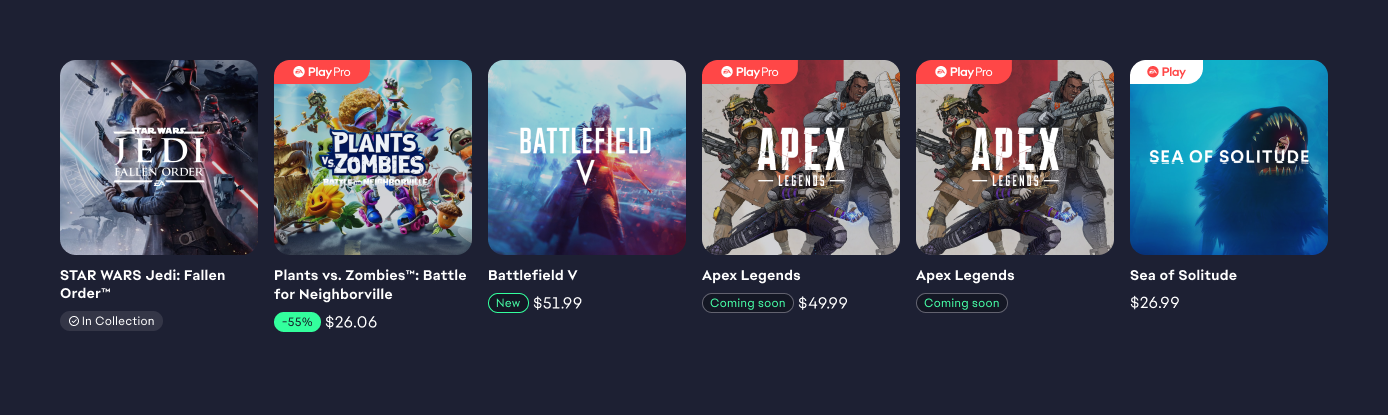 STAR WARS
JEDI
FALLEN ORDER
EA
STAR WARS Jedi: Fallen
Order™
In Collection
EA Play Pro
PLANTS
VS. ZOMBIES
BATTLE FOR NEIGHBORVILLE
Plants vs. Zombies™: Battle
for Neighborville
-55% $26.06
BATTLEFIELD
V
Battlefield V
New $51.99
EA Play Pro
APEX
LEGENDS
Apex Legends
Coming soon $49.99
EA Play Pro
APEX
LEGENDS
Apex Legends
Coming soon
EA Play
SEA OF SOLITUDE
Sea of Solitude
$26.99